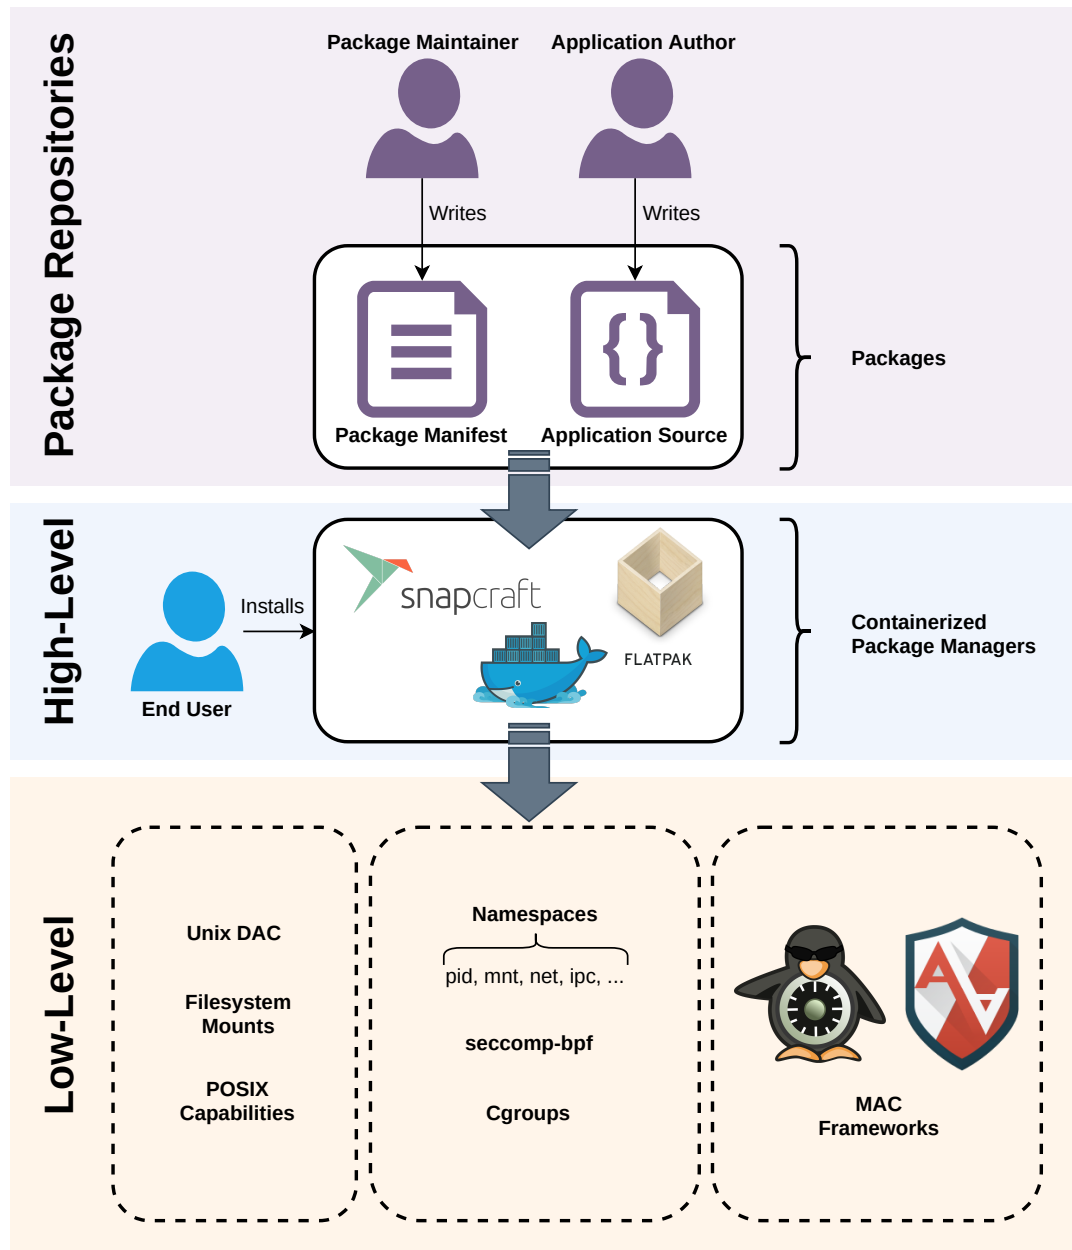 Package Repositories
Package Maintainer
Application Author
Writes
Writes
Package Manifest
Application Source
Packages
High-Level
snapcraft
FLATPAK
Installs
End User
Containerized
Package Managers
Low-Level
Unix DAC
Filesystem
Mounts
POSIX
Capabilities
Namespaces
pid, mnt, net, ipc, ...
seccomp-bpf
Cgroups
MAC
Frameworks